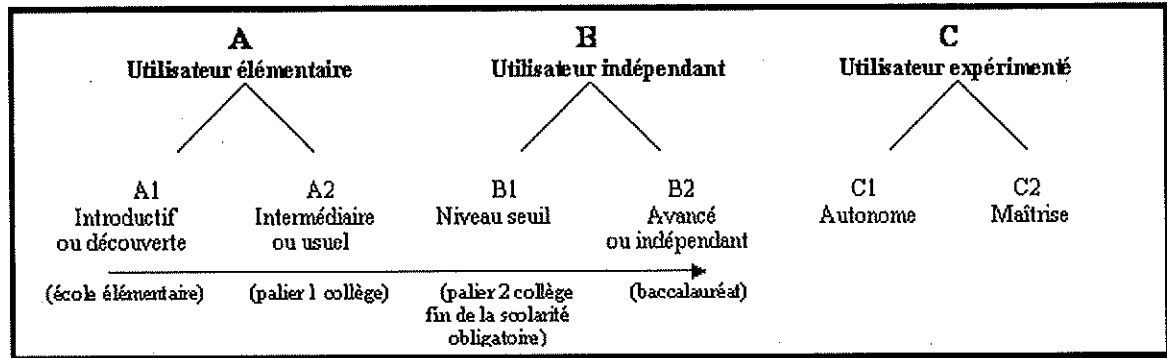 A B C
Utilisateur élémentaire Utilisateur indépendant Utilisateur expérimenté
A1 A2 B1 B2 C1 C2
Introductif Intermédiaire Niveau seuil Avancé Autonome Maîtrise
ou découverte ou usuel ou indépendant
(école élémentaire) (palier 1 collège) (palier 2 collège (baccalauréat)
fin de la scolarité
obligatoire)